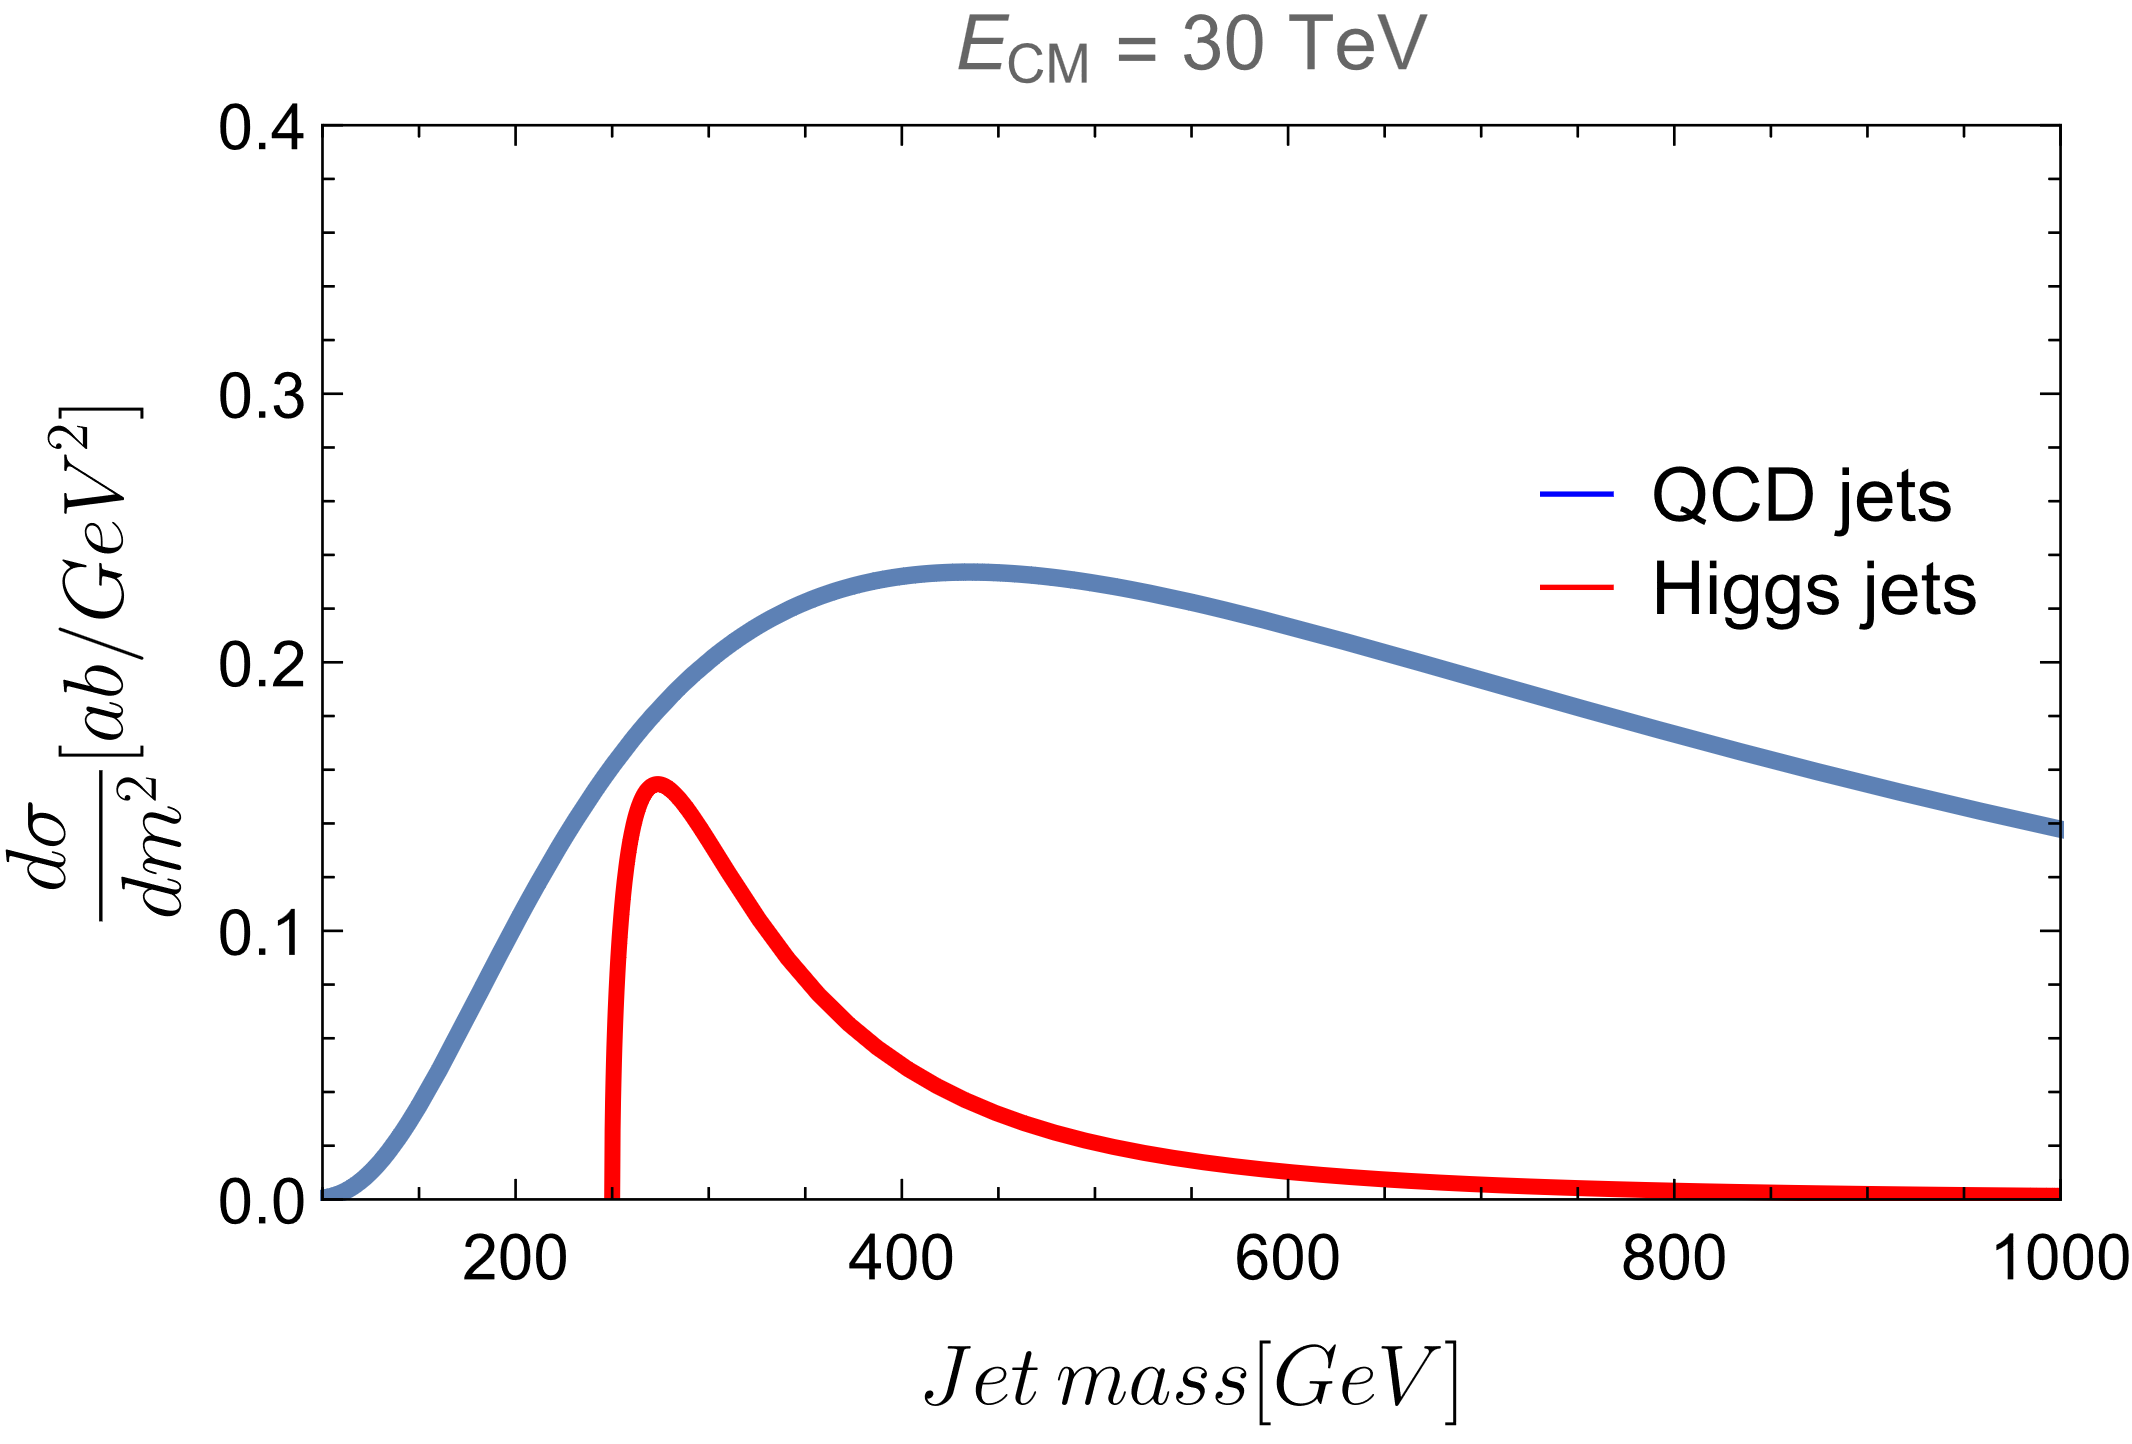 E_CM = 30 TeV
0.4
0.3
0.2
0.1
0.0
dσ/dm² [ab/GeV²]
QCD jets
Higgs jets
200 400 600 800 1000
Jet mass[GeV]